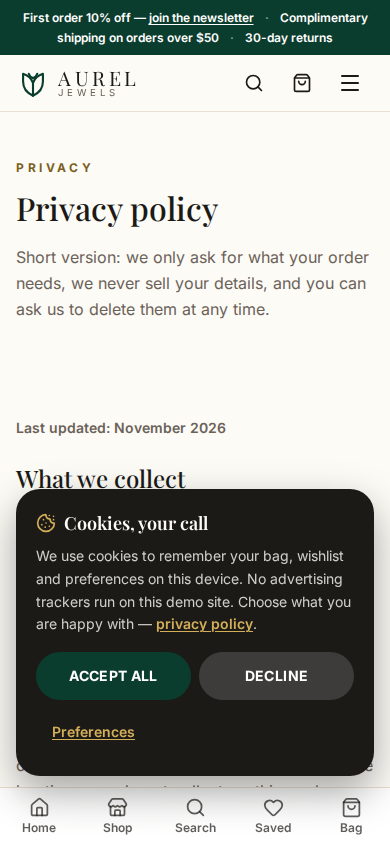 First order 10% off — join the newsletter · Complimentary
shipping on orders over $50 · 30-day returns
AUREL
JEWELS
PRIVACY
Privacy policy
Short version: we only ask for what your order
needs, we never sell your details, and you can
ask us to delete them at any time.
Last updated: November 2026
What we collect
Cookies, your call
We use cookies to remember your bag, wishlist
and preferences on this device. No advertising
trackers run on this demo site. Choose what you
are happy with — privacy policy.
ACCEPT ALL
DECLINE
Preferences
Home
Shop
Search
Saved
Bag